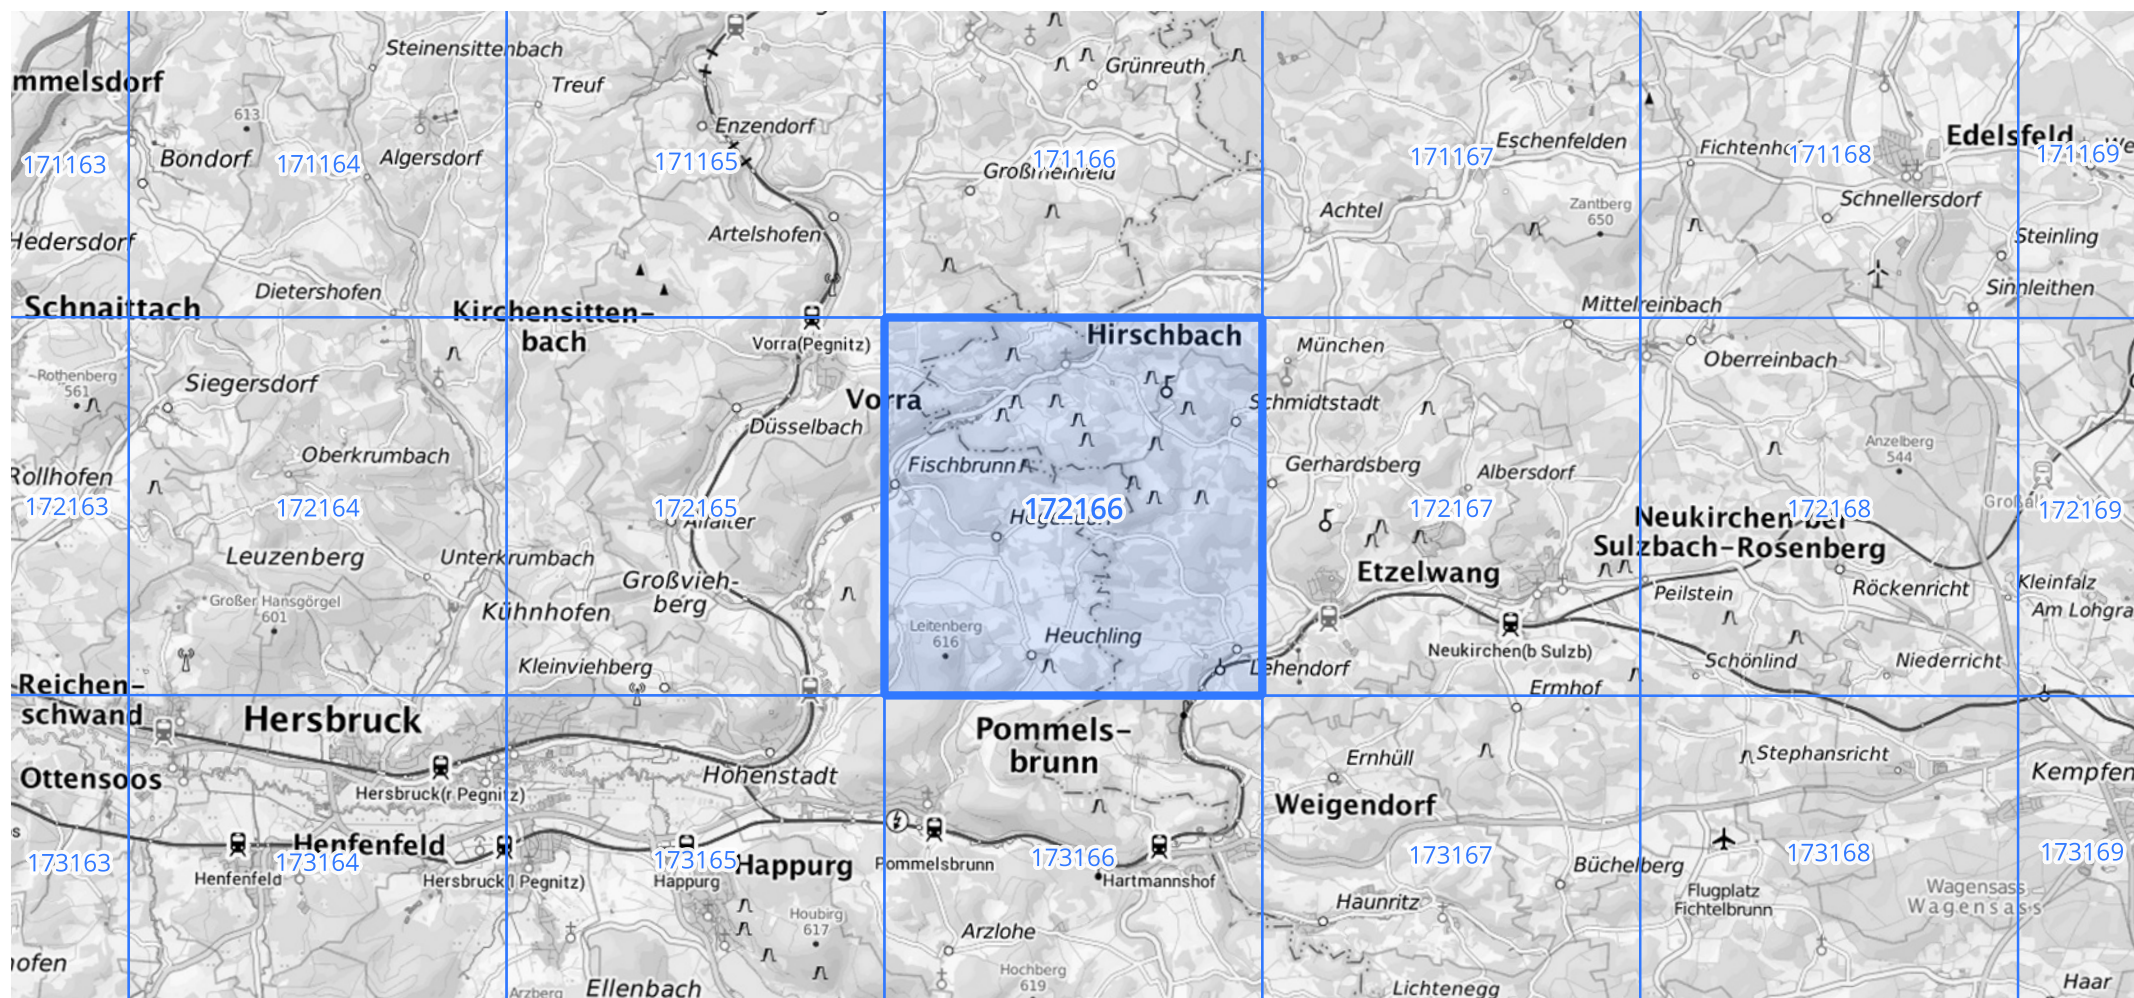 Steinensittenbach
mmelsdorf
Treuf
Grünreuth
613
Enzendorf
Eschenfelden
Edelsfeld
171163
Bondorf
171164
Algersdorf
171165
171166
Großmeinfeld
171167
Fichtenhof
171168
171169
Achtel
Zantberg
650
Schnellersdorf
Hedersdorf
Artelshofen
Steinling
Dietershofen
Sinnleithen
Schnaittach
Kirchensitten-
bach
Mittelreinbach
Vorra(Pegnitz)
Hirschbach
München
Oberreinbach
Rothenberg
561
Siegersdorf
Vorra
Schmidtstadt
Düsselbach
Oberkrumbach
Fischbrunn
Gerhardsberg
Albersdorf
Anzelberg
544
Rollhofen
172163
172164
172165
Alfalter
172166
172167
172168
172169
Neukirchen bei
Sulzbach-Rosenberg
Leuzenberg
Unterkrumbach
Großvieh-
berg
Etzelwang
Peilstein
Röckenricht
Kleinfalz
Großer Hansgörgel
601
Kühnhofen
Leitenberg
616
Heuchling
Am Lohgra
Neukirchen(b Sulzb)
Kleinviehberg
Lehendorf
Schönlind
Niederricht
Ermhof
Reichen-
schwand
Hersbruck
Pommels-
brunn
Ernhüll
Stephansricht
Ottensoos
Hersbruck(r Pegnitz)
Hohenstadt
Weigendorf
Kempfen
173163
Henfenfeld
173164
173165
Happurg
173166
173167
173168
173169
Henfenfeld
Hersbruck(l Pegnitz)
Happurg
Pommelsbrunn
Hartmannshof
Büchelberg
Flugplatz
Fichtelbrunn
Wagensass
Wagensass
Houbirg
617
Haunritz
Arzlohe
hofen
Hochberg
619
Arzberg
Ellenbach
Lichtenegg
Haar